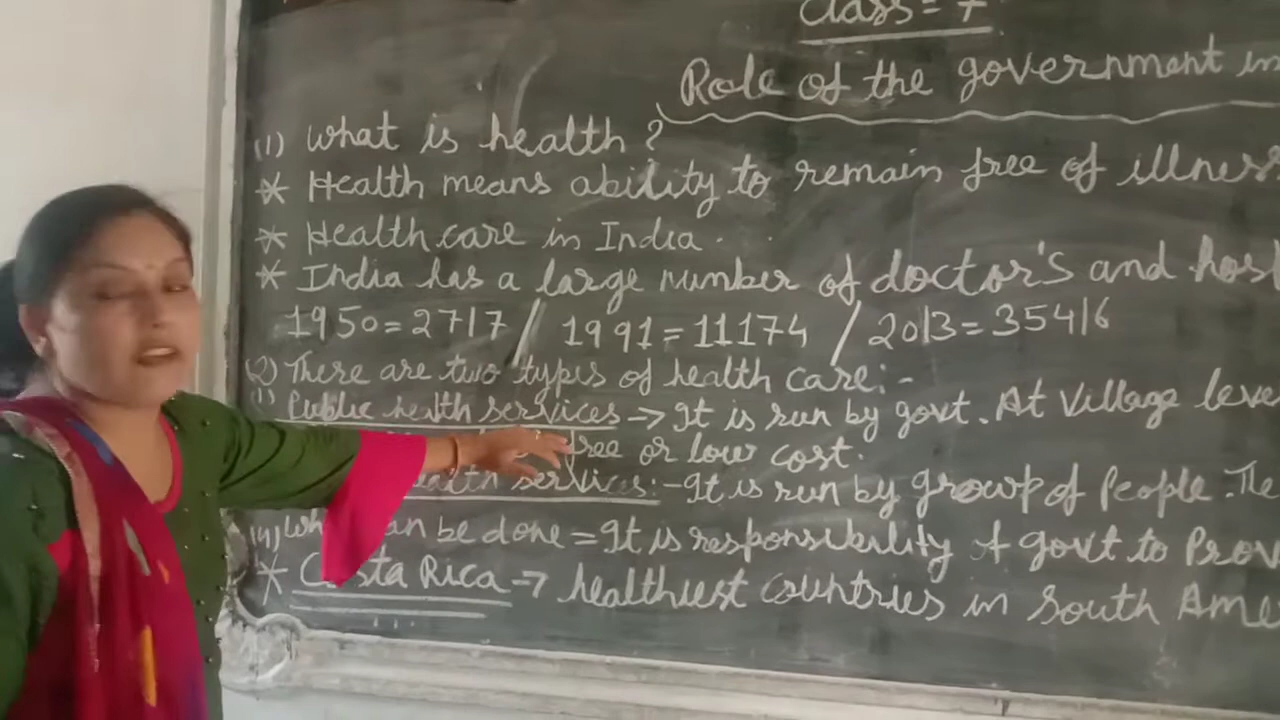 Class = 7
Role of the government in
(1) What is health?
* Health means ability to remain free of illness
* Health care in India.
* India has a large number of doctor's and hos
1950=2717 / 1991=11174 / 2013=35416
(2) There are two types of health care:-
(1) Public health services → It is run by govt. At Village leve
free or low cost.
ealth services:- It is run by group of People. The
(4) Wh an be done = It is responsibility of govt to Prov
* Costa Rica → healthiest countries in South Ame